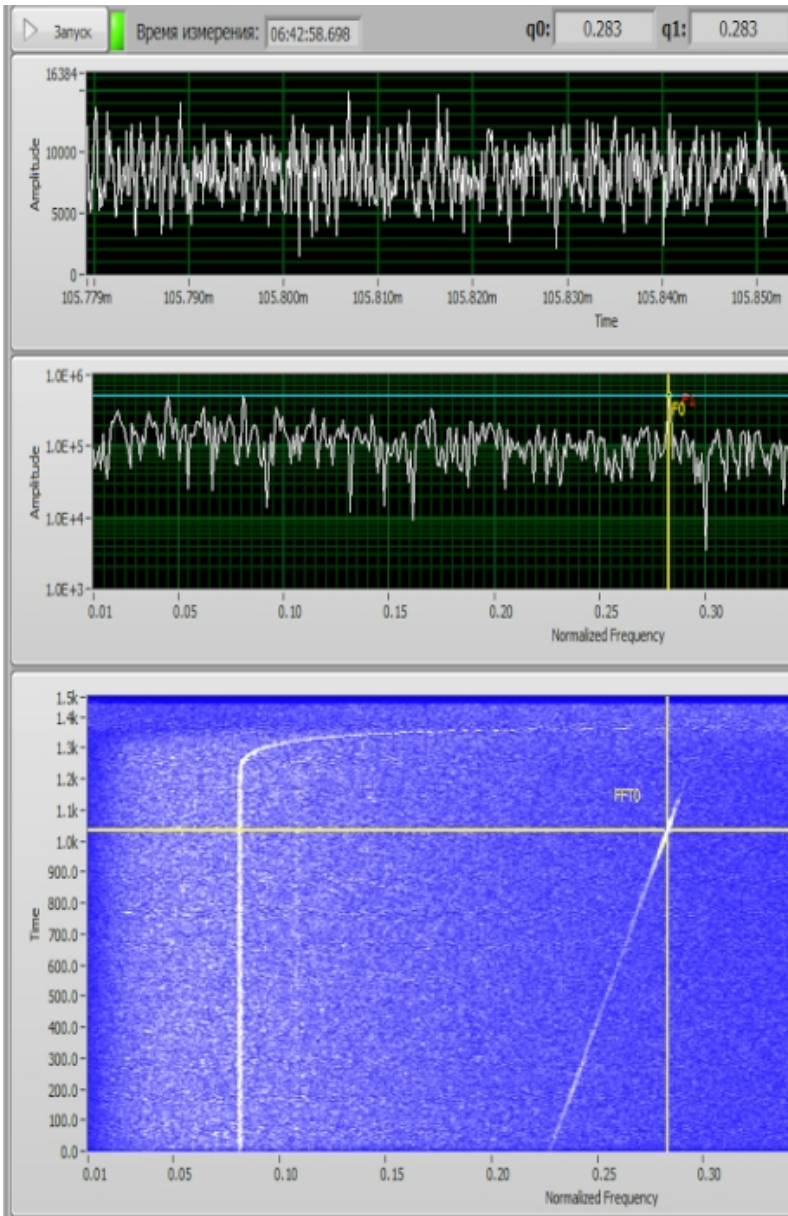 Запуск Время измерения: 06:42:58.698 q0: 0.283 q1: 0.283
16384
10000
5000
0
Amplitude
105.779m 105.790m 105.800m 105.810m 105.820m 105.830m 105.840m 105.850m
Time
1.0E+6
1.0E+5
1.0E+4
1.0E+3
Amplitude
F0 F1
0.01 0.05 0.10 0.15 0.20 0.25 0.30
Normalized Frequency
1.5k
1.4k
1.3k
1.2k
1.1k
1.0k
900.0
800.0
700.0
600.0
500.0
400.0
300.0
200.0
100.0
0.0
Time
FFT0
0.01 0.05 0.10 0.15 0.20 0.25 0.30
Normalized Frequency